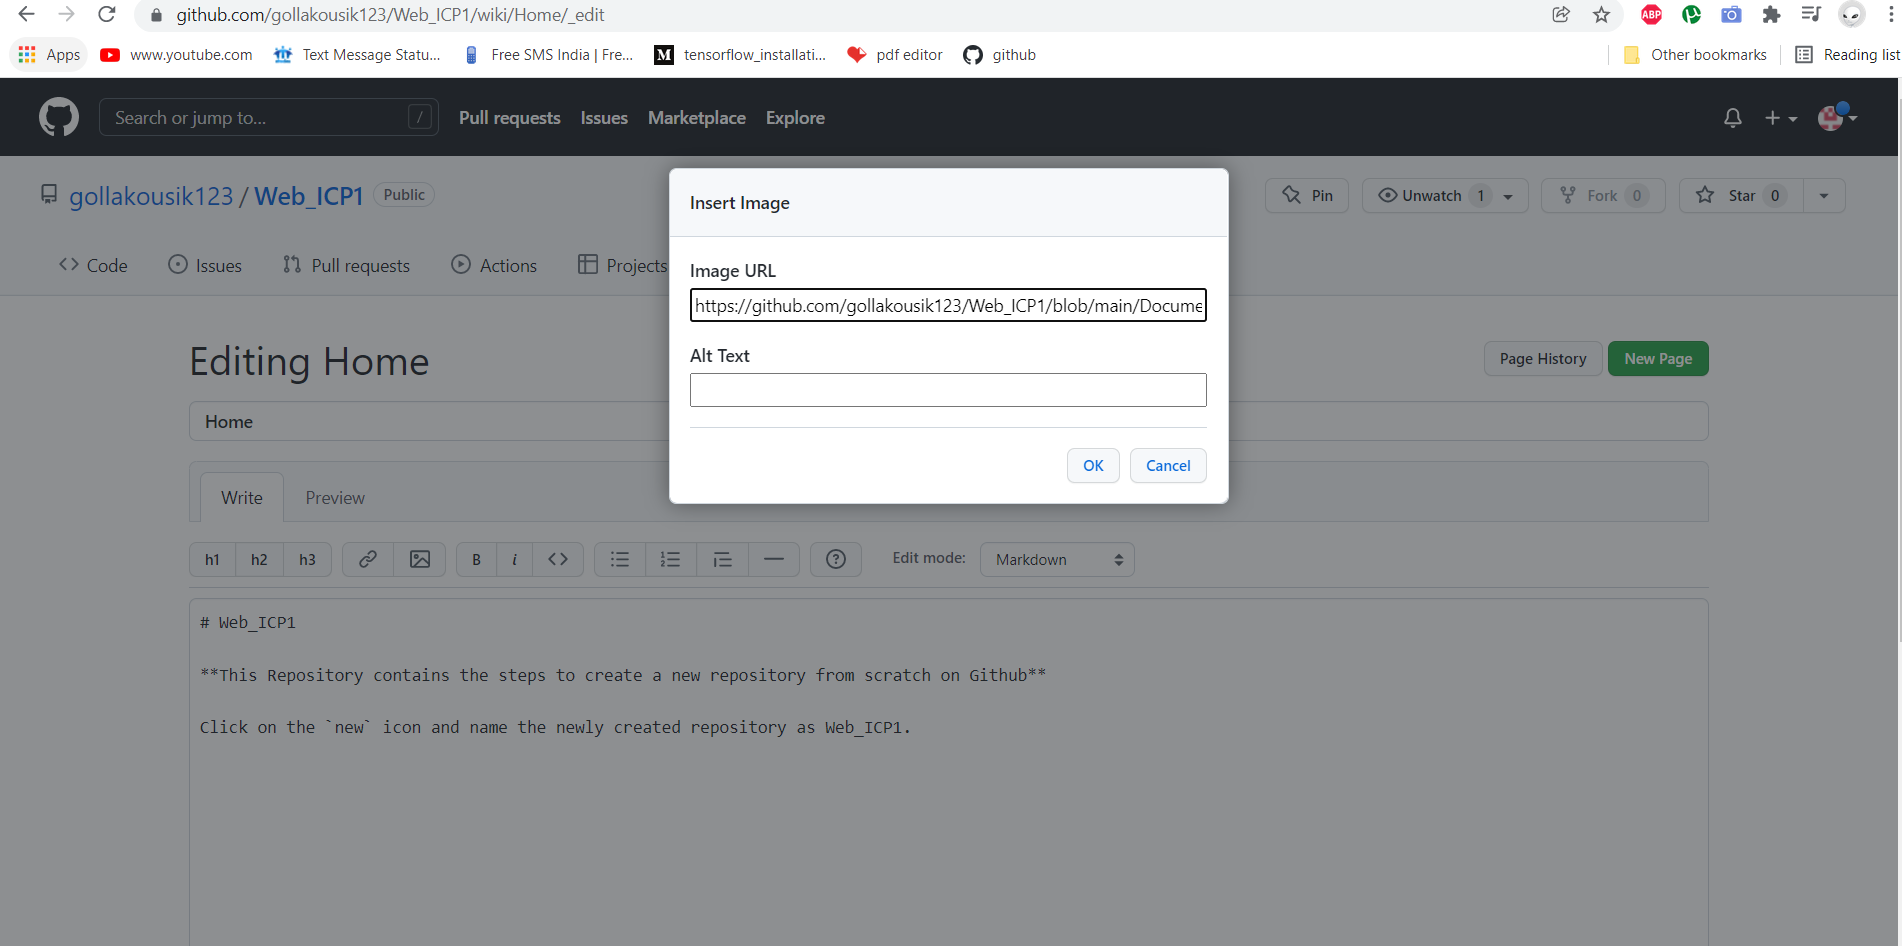 github.com/gollakousik123/Web_ICP1/wiki/Home/_edit
ABP
Apps www.youtube.com Text Message Statu... Free SMS India | Fre... M tensorflow_installati... pdf editor github Other bookmarks Reading list
Search or jump to... / Pull requests Issues Marketplace Explore
gollakousik123 / Web_ICP1 Public Pin Unwatch 1 Fork 0 Star 0
Code Issues Pull requests Actions Projects
Insert Image
Image URL
https://github.com/gollakousik123/Web_ICP1/blob/main/Docume
Alt Text
OK Cancel
Editing Home Page History New Page
Home
Write Preview
h1 h2 h3 B i Edit mode: Markdown
# Web_ICP1
**This Repository contains the steps to create a new repository from scratch on Github**
Click on the `new` icon and name the newly created repository as Web_ICP1.